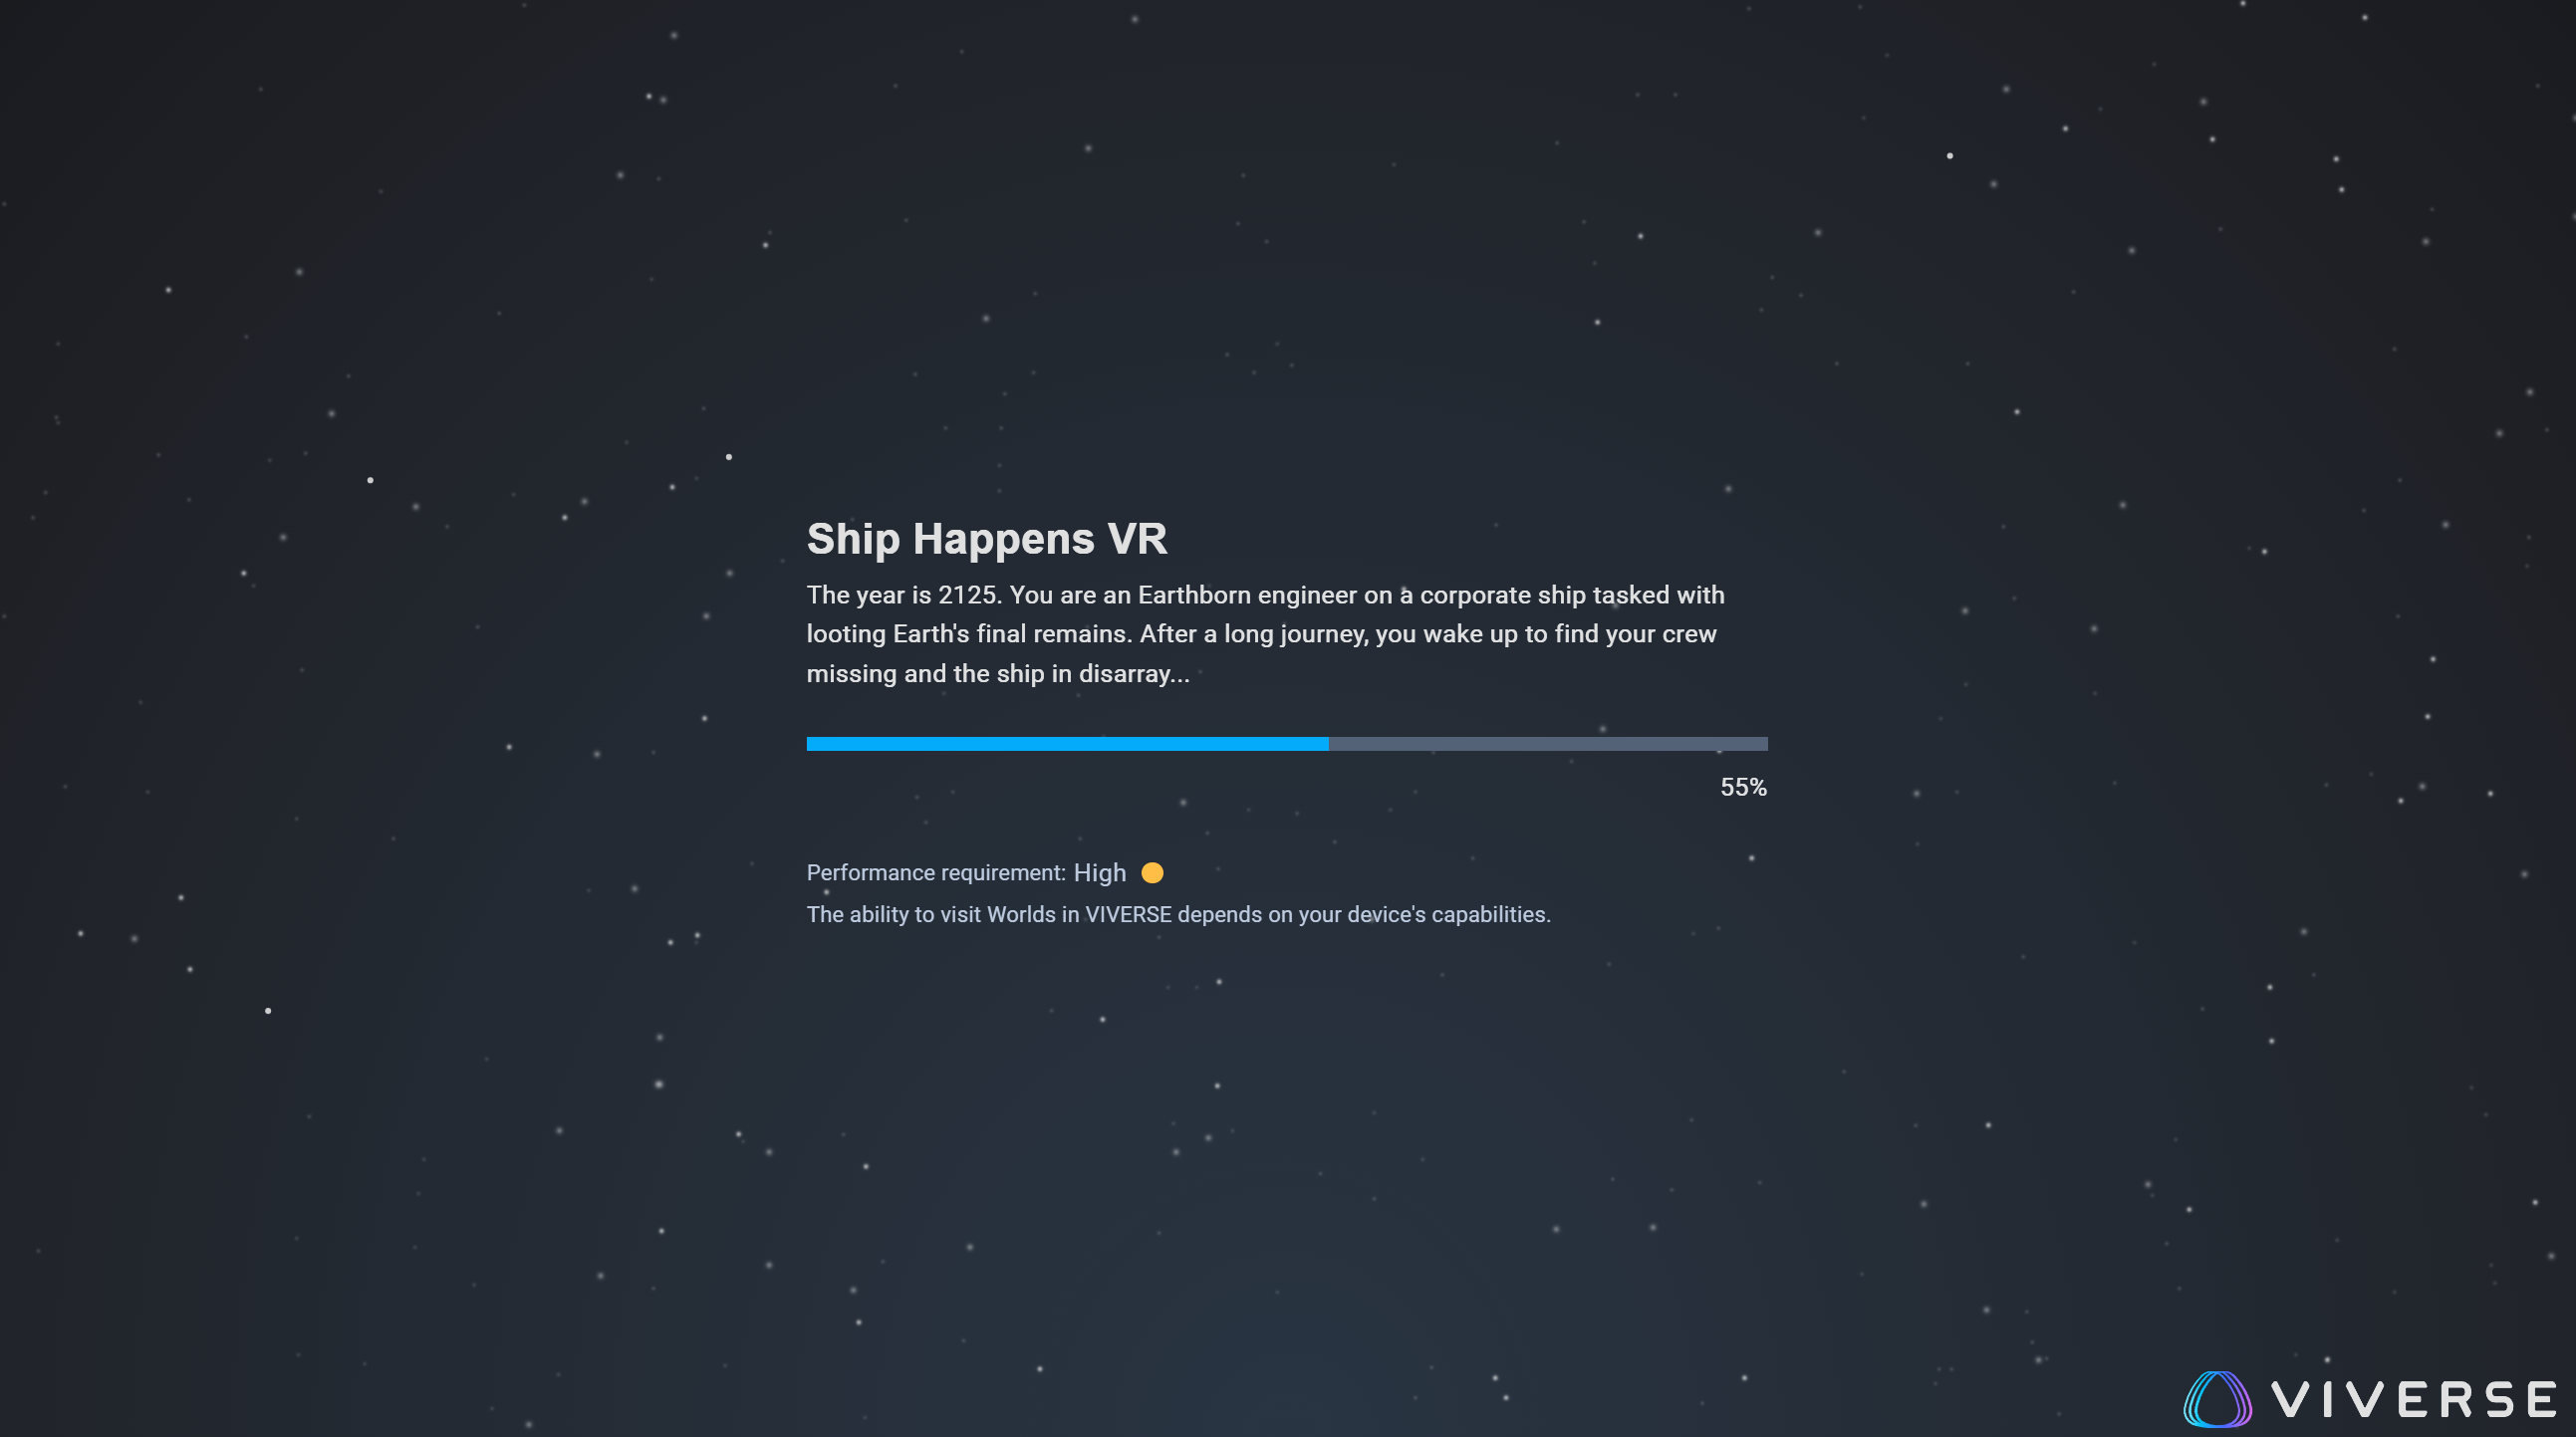 Ship Happens VR
The year is 2125. You are an Earthborn engineer on a corporate ship tasked with
looting Earth's final remains. After a long journey, you wake up to find your crew
missing and the ship in disarray...
55%
Performance requirement: High
The ability to visit Worlds in VIVERSE depends on your device's capabilities.
VIVERSE